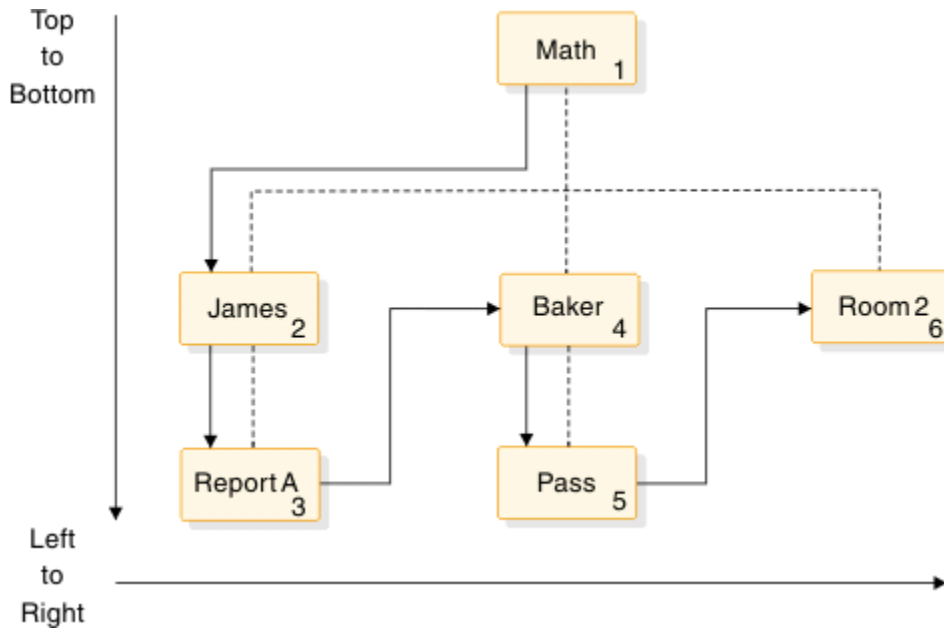 Top
to
Bottom
Math
1
James
2
Baker
4
Room 2
6
Report A
3
Pass
5
Left
to
Right